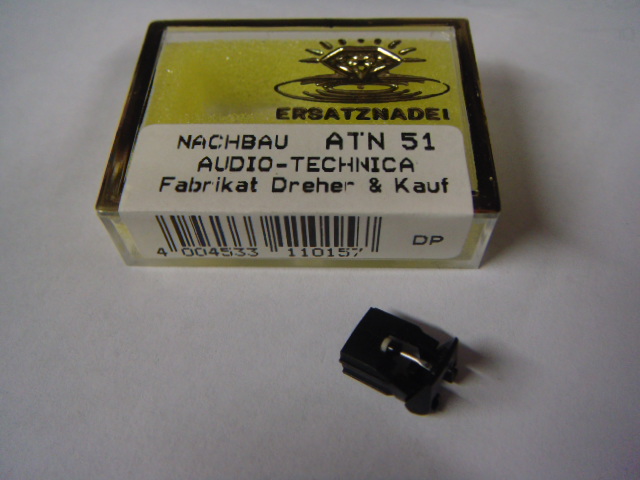 ERSATZNADEL
NACHBAU ATN 51
AUDIO-TECHNICA
Fabrikat Dreher & Kauf
4 004533 110157
DP